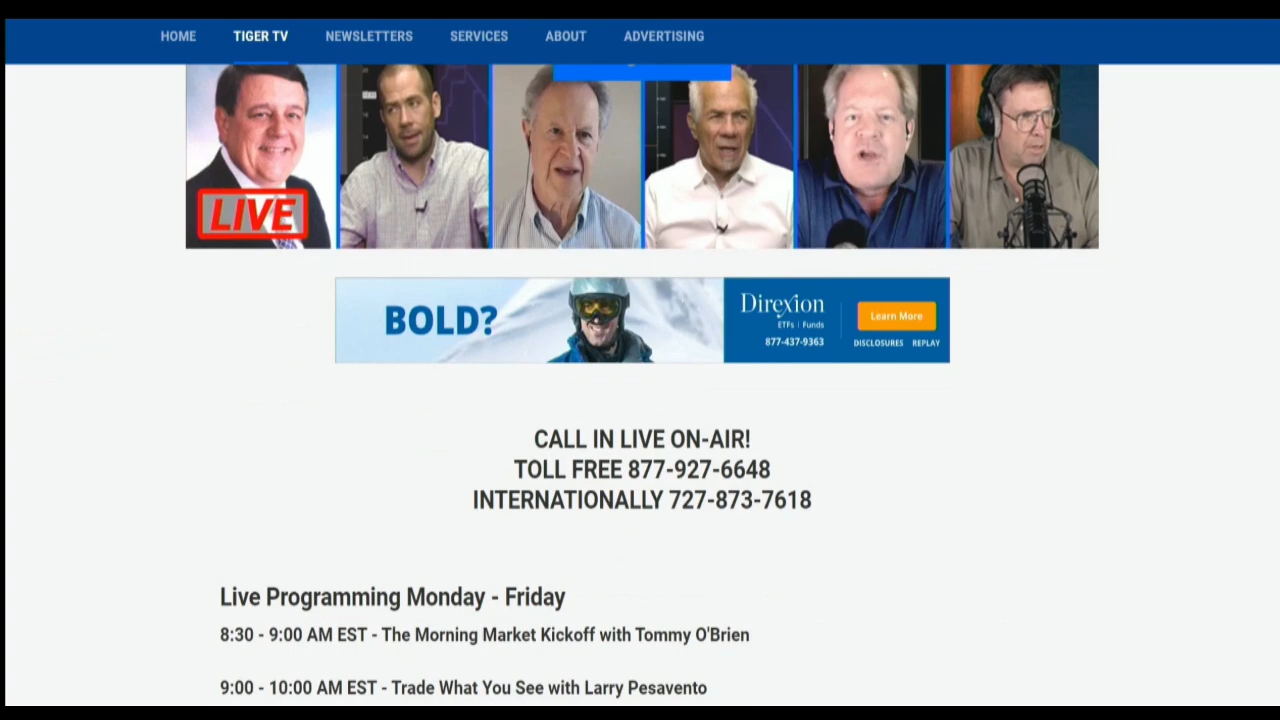 HOME TIGER TV NEWSLETTERS SERVICES ABOUT ADVERTISING
LIVE
BOLD?
Direxion
ETFs | Funds
877-437-9363
Learn More
DISCLOSURES REPLAY
CALL IN LIVE ON-AIR!
TOLL FREE 877-927-6648
INTERNATIONALLY 727-873-7618
Live Programming Monday - Friday
8:30 - 9:00 AM EST - The Morning Market Kickoff with Tommy O'Brien
9:00 - 10:00 AM EST - Trade What You See with Larry Pesavento